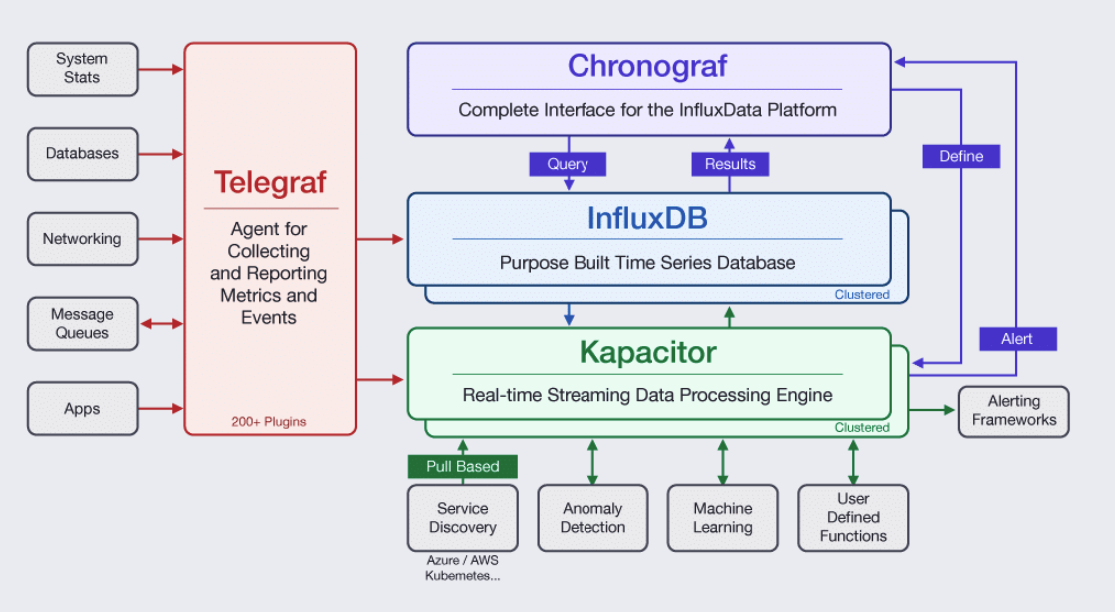 System
Stats
Databases
Networking
Message
Queues
Apps
Telegraf
Agent for
Collecting
and Reporting
Metrics and
Events
200+ Plugins
Chronograf
Complete Interface for the InfluxData Platform
Query
Results
Define
InfluxDB
Purpose Built Time Series Database
Clustered
Alert
Kapacitor
Real-time Streaming Data Processing Engine
Clustered
Alerting
Frameworks
Pull Based
Service
Discovery
Azure / AWS
Kubemetes...
Anomaly
Detection
Machine
Learning
User
Defined
Functions